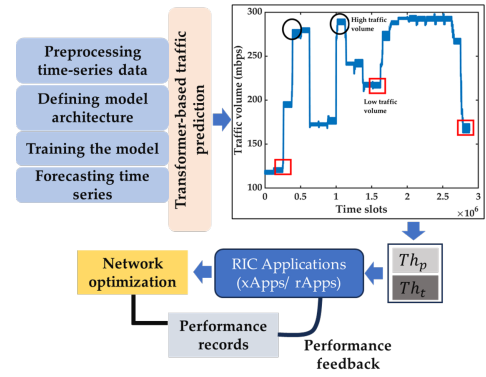 Preprocessing
time-series data
Defining model
architecture
Training the model
Forecasting time
series
Transformer-based traffic
prediction
Traffic volume (mbps)
300
250
200
150
100
High traffic
volume
Low traffic
volume
0
0.5
1
1.5
2
2.5
3
Time slots
×10⁶
Th_p
Th_t
RIC Applications
(xApps/ rApps)
Network
optimization
Performance
records
Performance
feedback